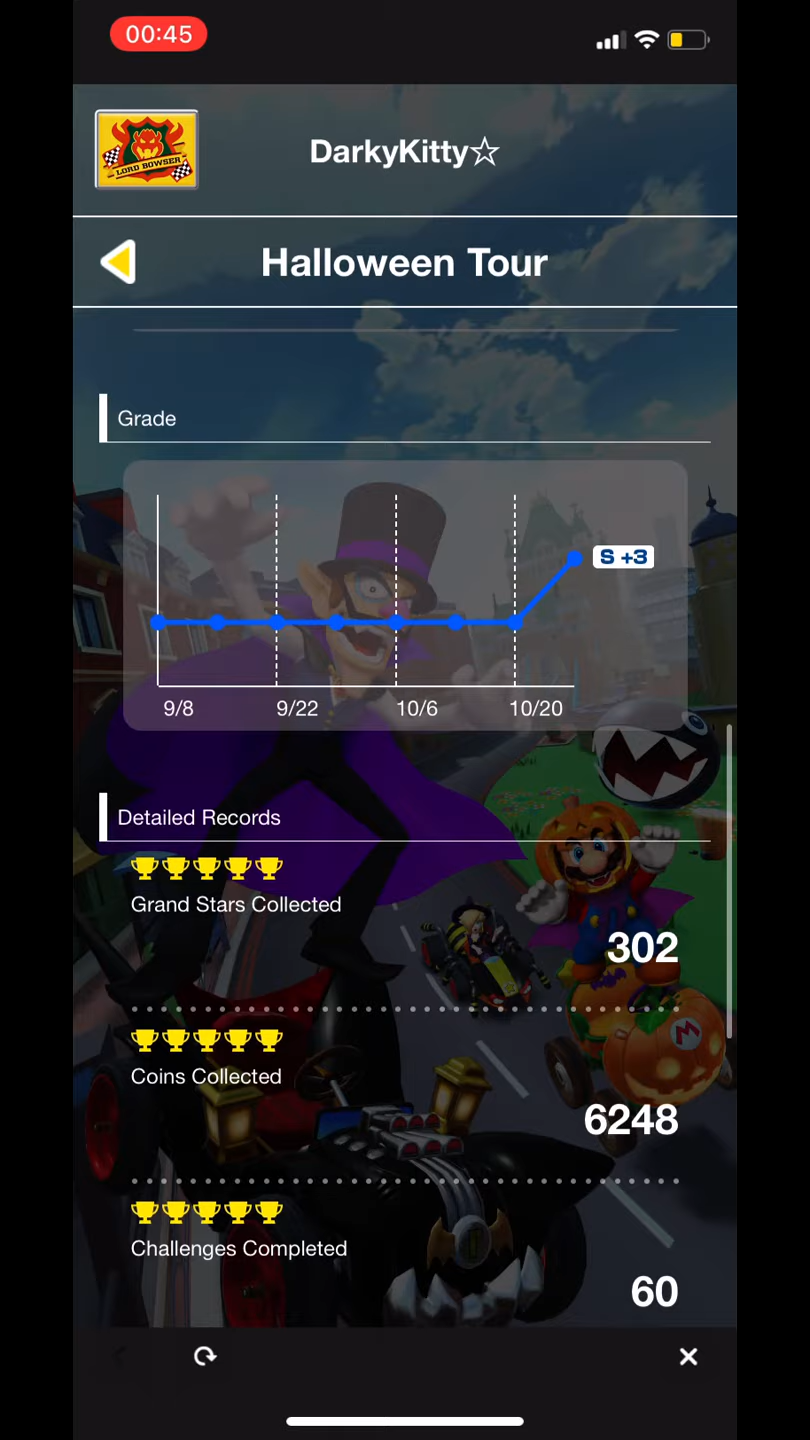 00:45
LORD BOWSER
DarkyKitty☆
Halloween Tour
Grade
S +3
9/8 9/22 10/6 10/20
Detailed Records
Grand Stars Collected
302
Coins Collected
6248
Challenges Completed
60
M